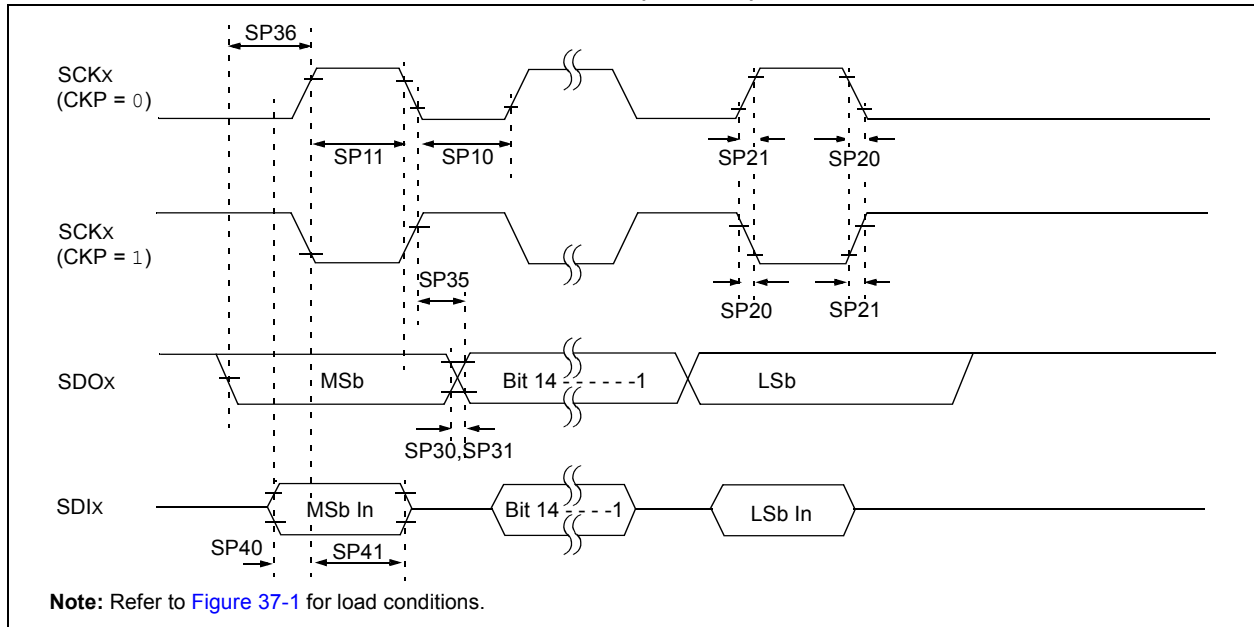 SP36
SCKx
(CKP = 0)
SP11
SP10
SP21
SP20
SCKx
(CKP = 1)
SP35
SP20
SP21
SDOx
MSb
Bit 14 - - - - - -1
LSb
SP30,SP31
SDIx
MSb In
Bit 14 - - - - -1
LSb In
SP40
SP41
Note: Refer to Figure 37-1 for load conditions.